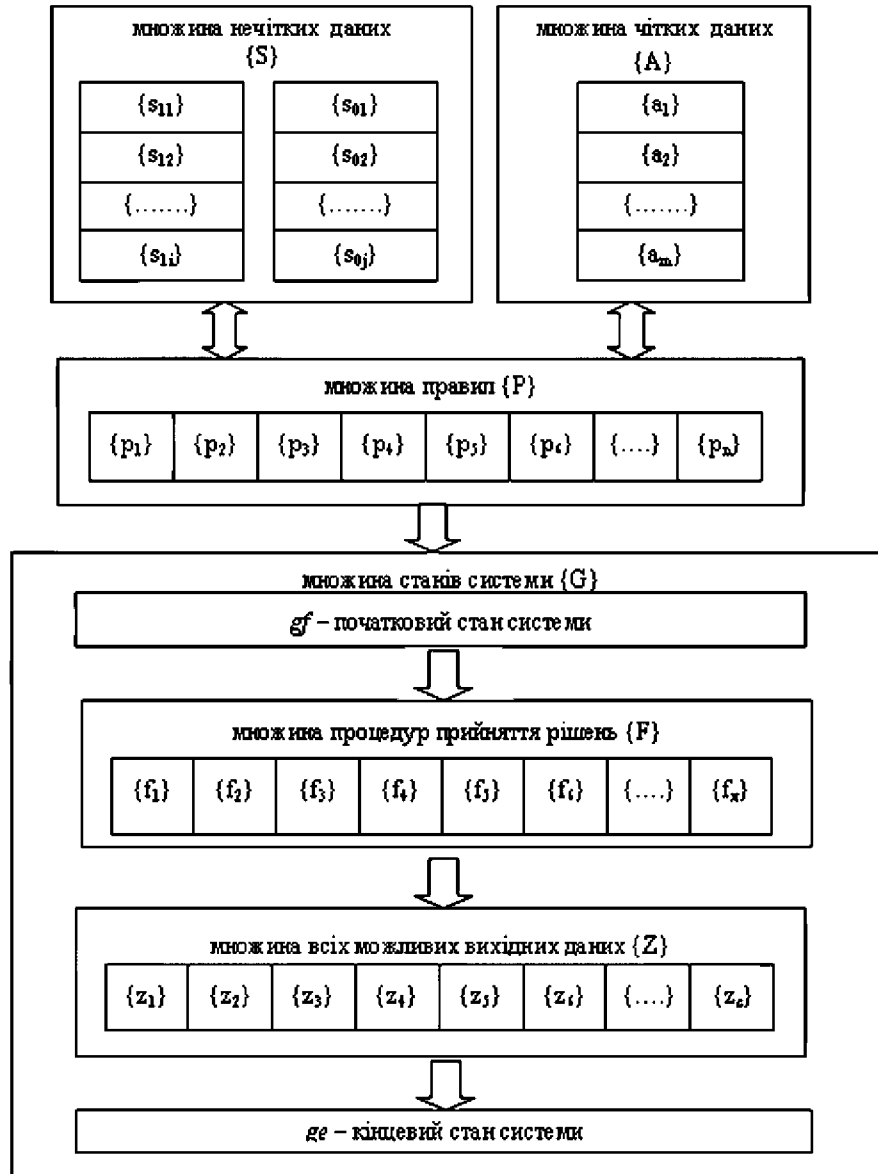 множина нечітких даних
{S}
{s₁₁} {s₀₁}
{s₁₂} {s₀₂}
{.......} {.......}
{s₁ᵢ} {s₀ⱼ}
множина чітких даних
{A}
{a₁}
{a₂}
{.......}
{aₘ}
множина правил {P}
{p₁} {p₂} {p₃} {p₄} {p₅} {p₆} {....} {pₙ}
множина станів системи {G}
gf – початковий стан системи
множина процедур прийняття рішень {F}
{f₁} {f₂} {f₃} {f₄} {f₅} {f₆} {....} {fₓ}
множина всіх можливих вихідних даних {Z}
{z₁} {z₂} {z₃} {z₄} {z₅} {z₆} {....}
ge – кінцевий стан системи